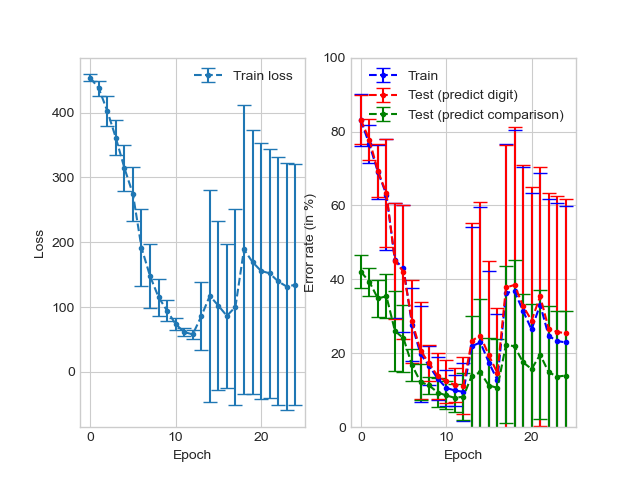 Train loss
400
300
200
100
0
0
10
20
Loss
Epoch
Train
Test (predict digit)
Test (predict comparison)
100
80
60
40
20
0
0
10
20
Error rate (in %)
Epoch